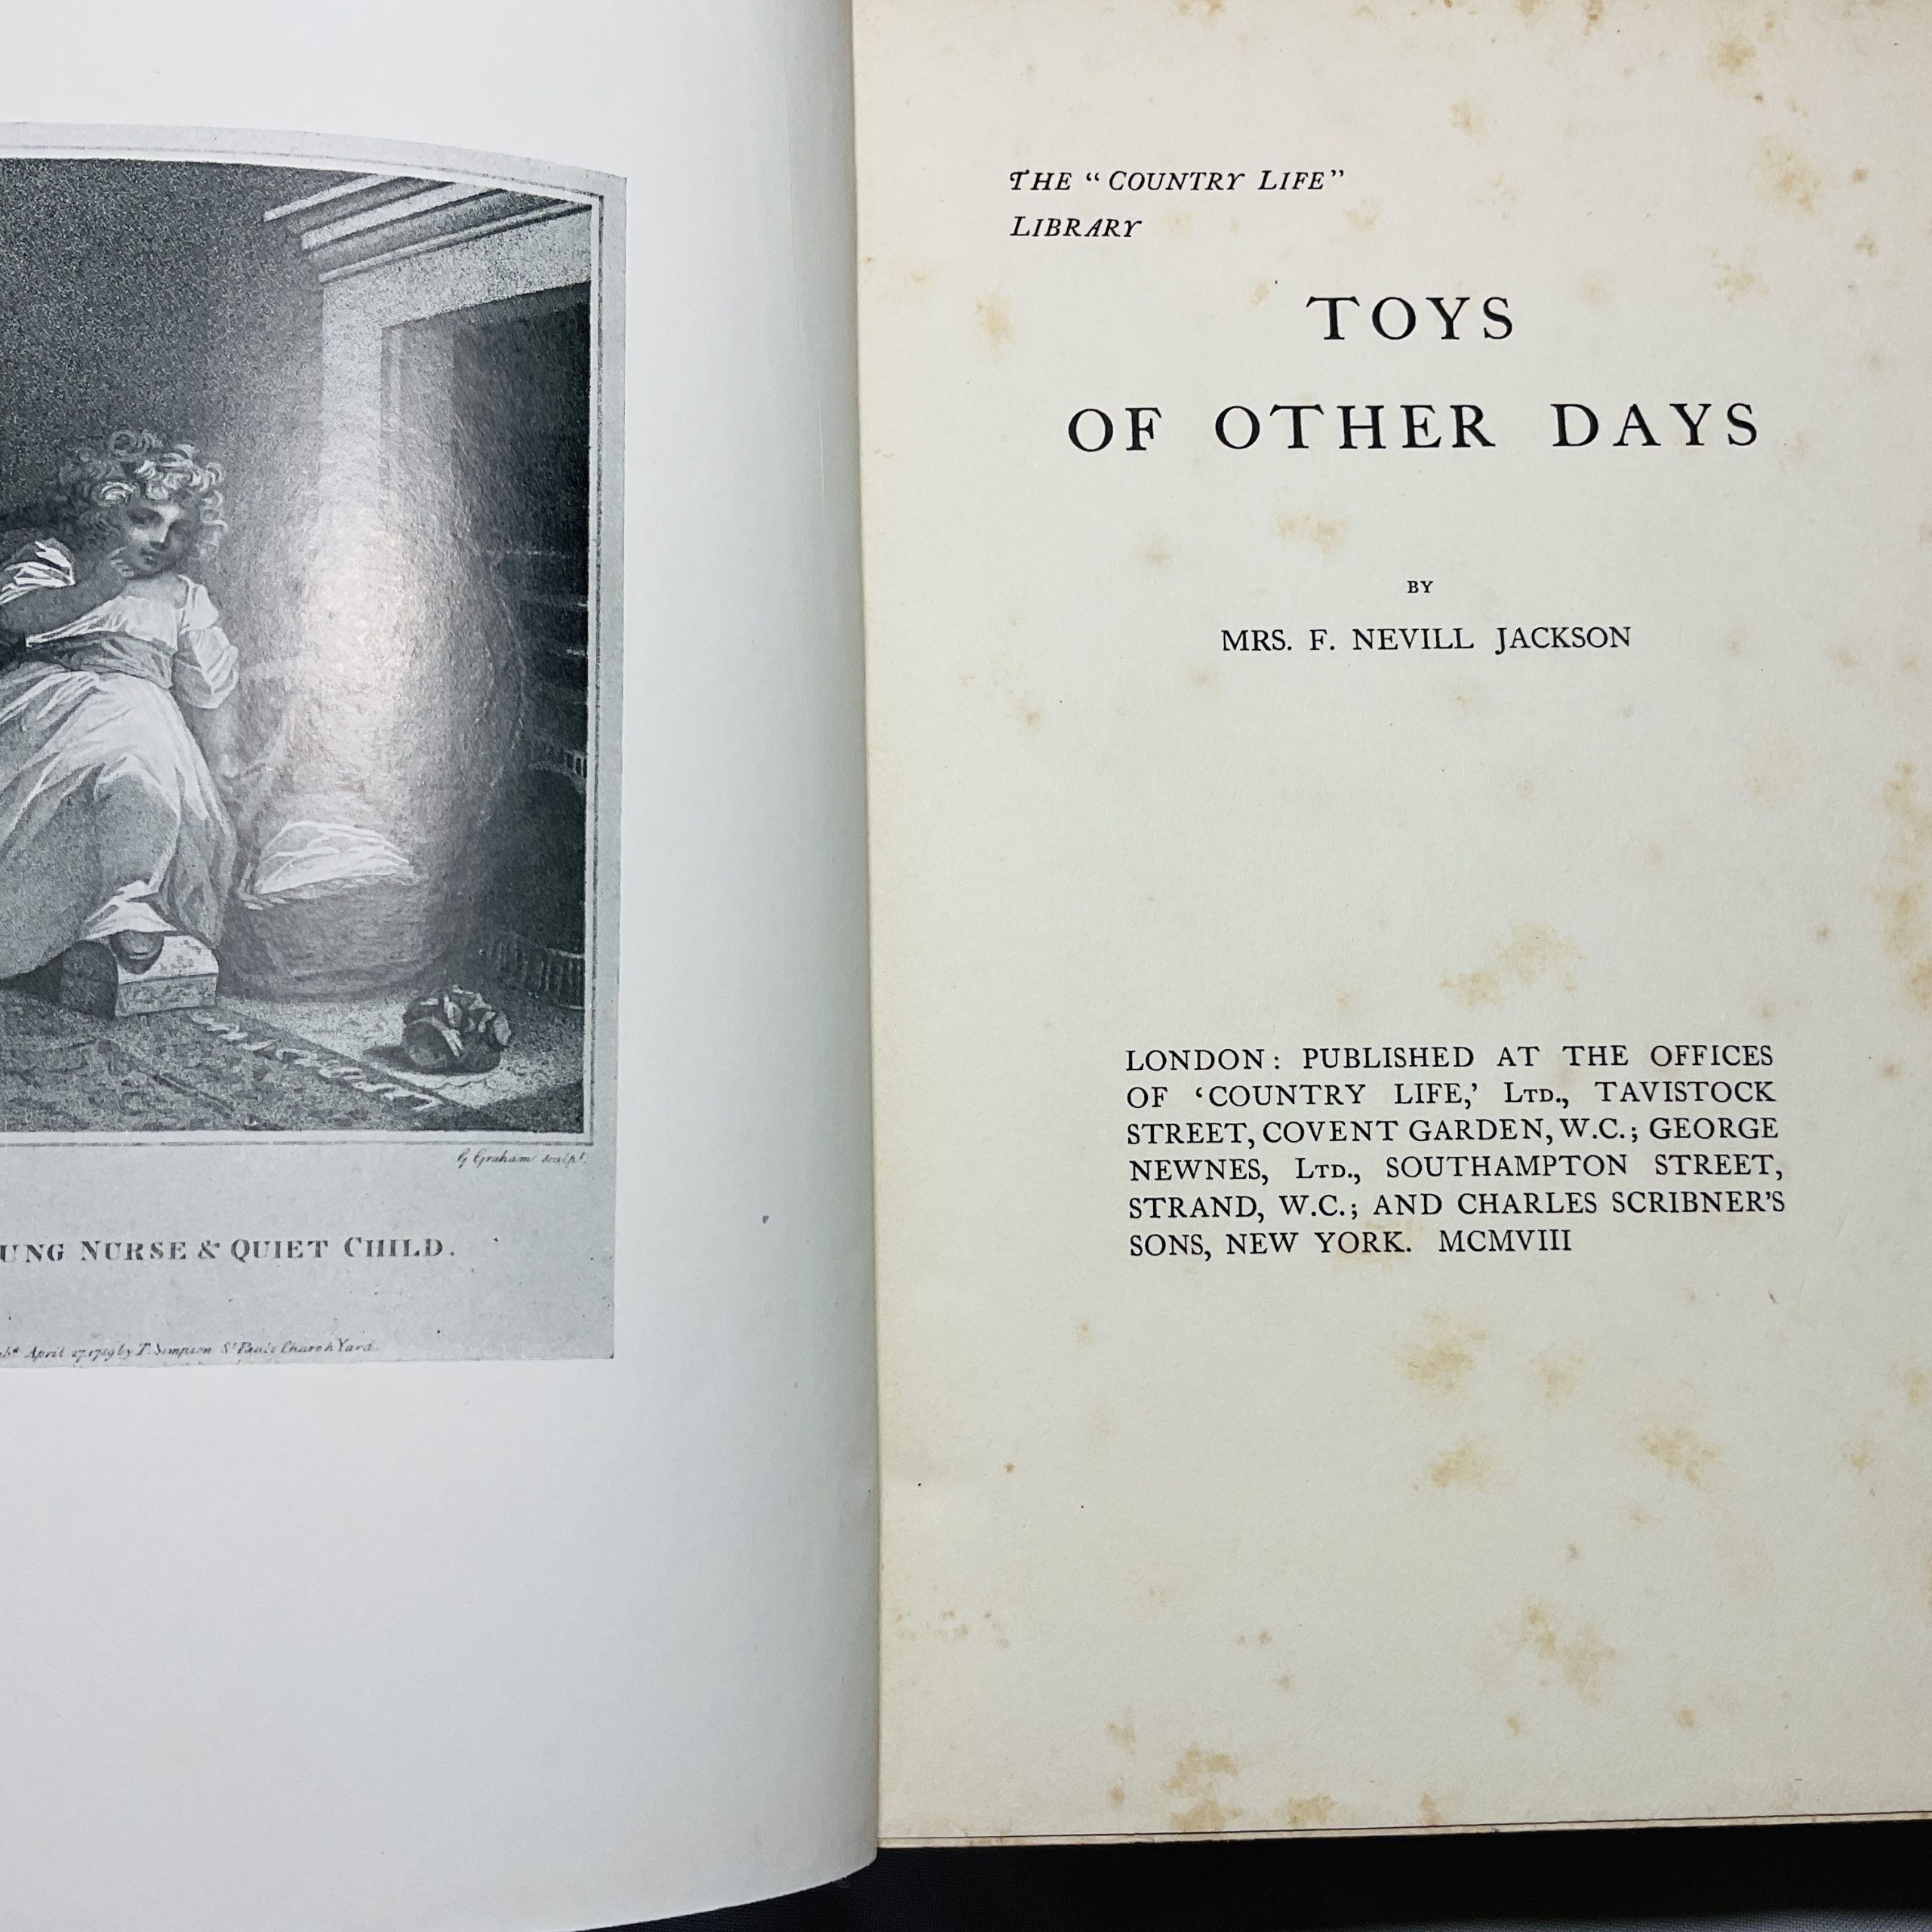 G Graham sculpt.
UNG NURSE & QUIET CHILD.
April 27. 1789 by T. Simpson St. Pauls Church Yard.
THE “ COUNTRY LIFE ”
LIBRARY
TOYS
OF OTHER DAYS
BY
MRS. F. NEVILL JACKSON
LONDON: PUBLISHED AT THE OFFICES
OF ‘COUNTRY LIFE,’ LTD., TAVISTOCK
STREET, COVENT GARDEN, W.C.; GEORGE
NEWNES, LTD., SOUTHAMPTON STREET,
STRAND, W.C.; AND CHARLES SCRIBNER’S
SONS, NEW YORK. MCMVIII